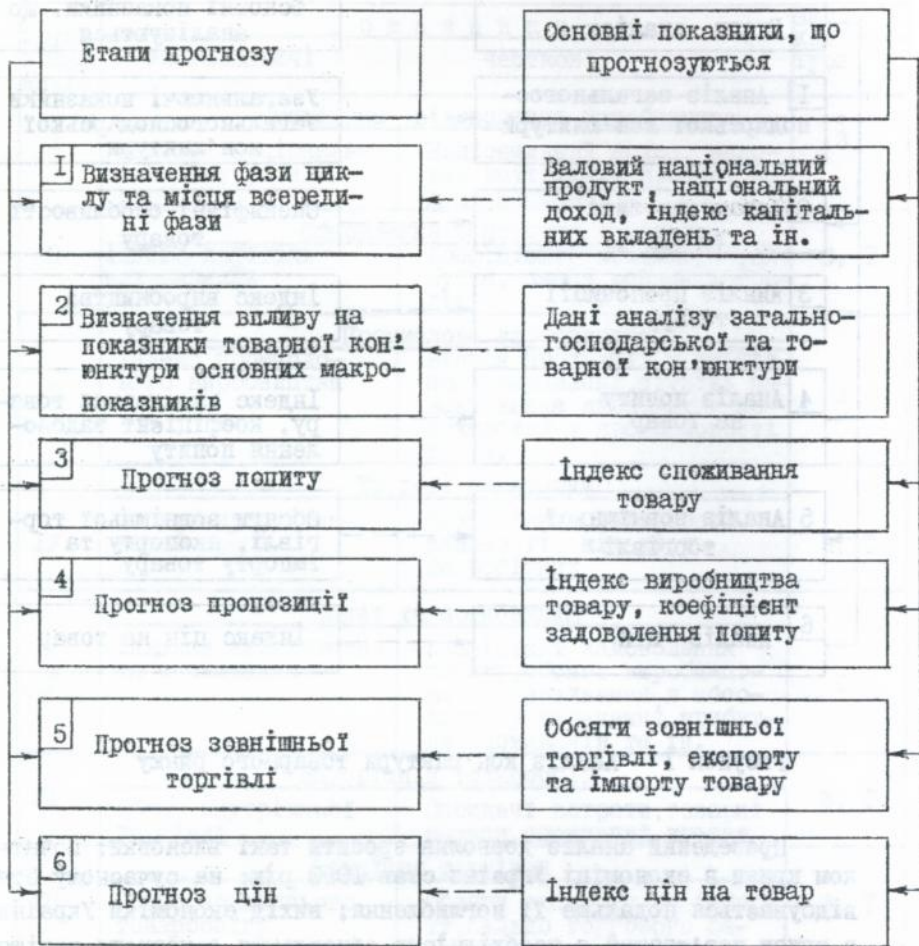 Етапи прогнозу
Основні показники, що
прогнозуються
1
Визначення фази цик-
лу та місця всереди-
ні фази
Валовий національний
продукт, національний
доход, індекс капіталь-
них вкладень та ін.
2
Визначення впливу на
показники товарної кон'
юнктури основних макро-
показників
Дані аналізу загально-
господарської та то-
варної кон'юнктури
3
Прогноз попиту
Індекс споживання
товару
4
Прогноз пропозиції
Індекс виробництва
товару, коефіцієнт
задоволення попиту
5
Прогноз зовнішньої
торгівлі
Обсяги зовнішньої
торгівлі, експорту
та імпорту товару
6
Прогноз цін
Індекс цін на товар